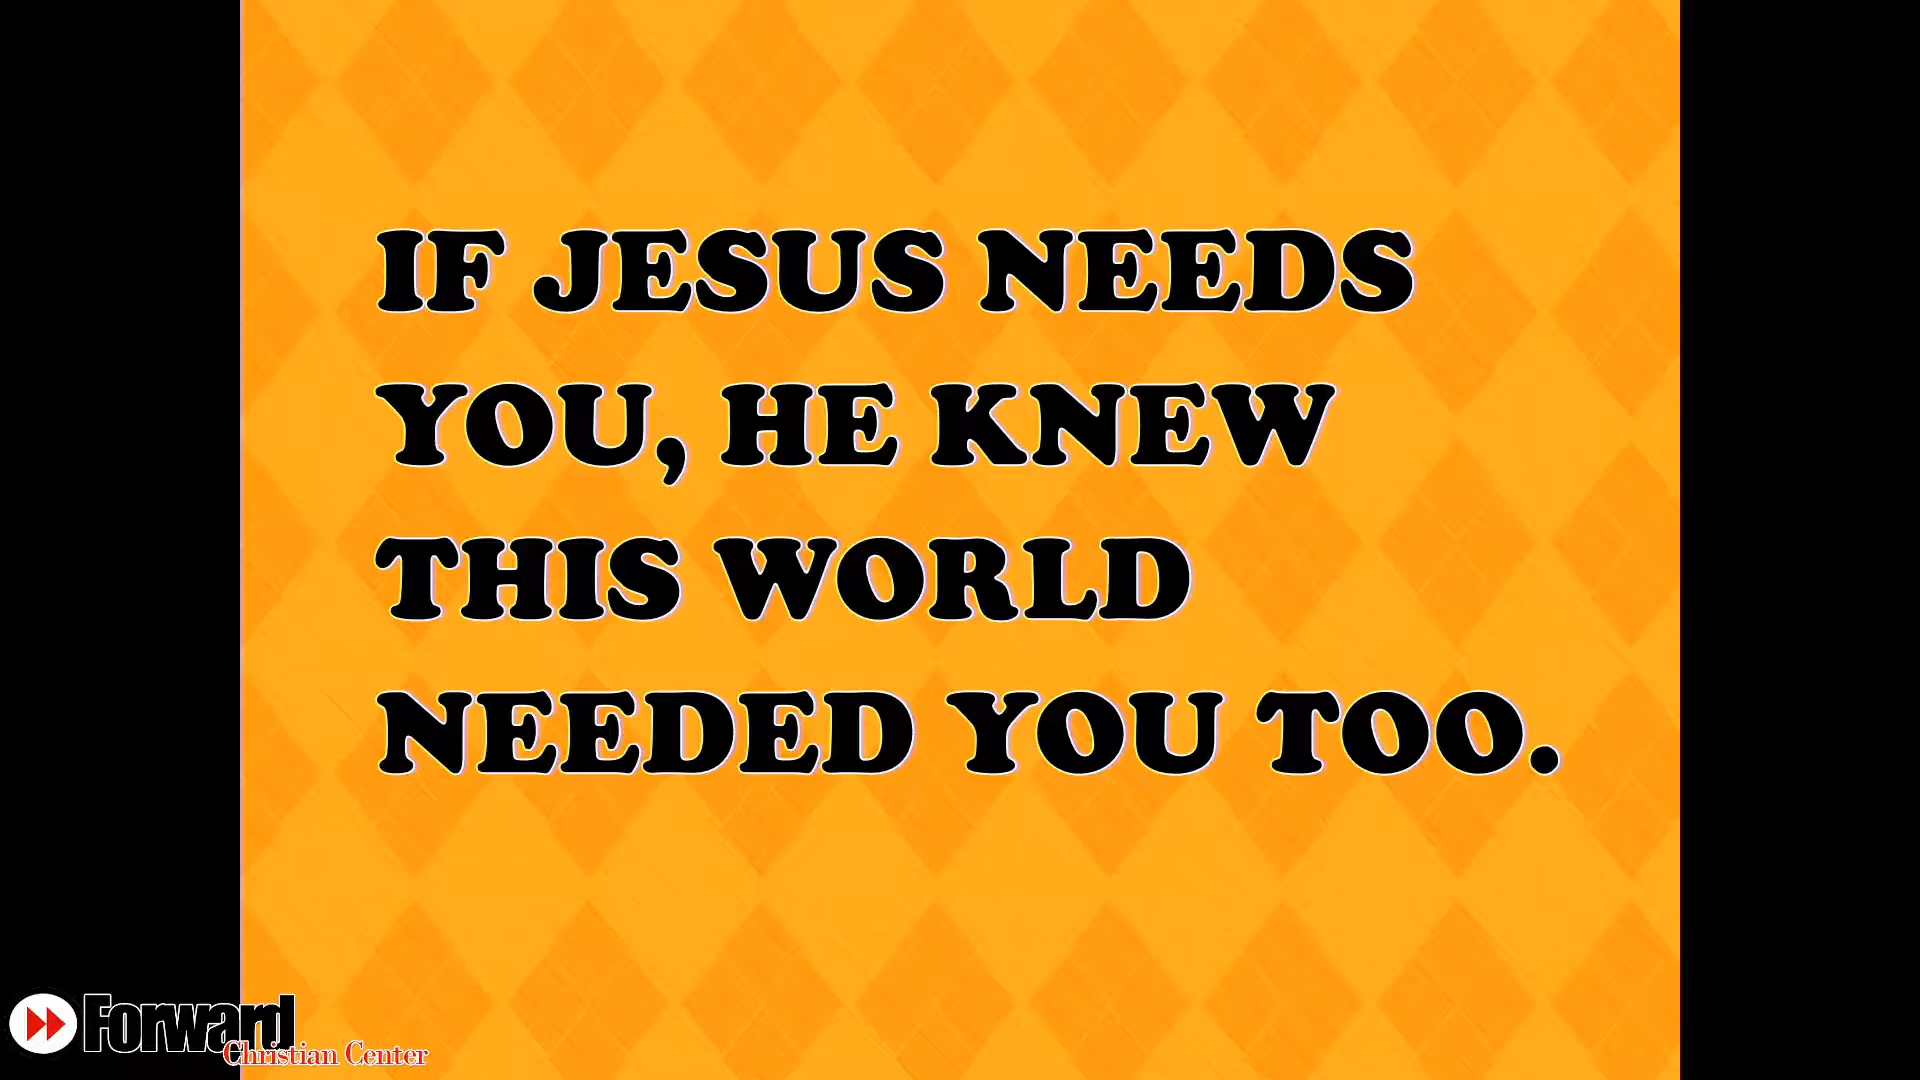 IF JESUS NEEDS
YOU, HE KNEW
THIS WORLD
NEEDED YOU TOO.
Forward
Christian Center